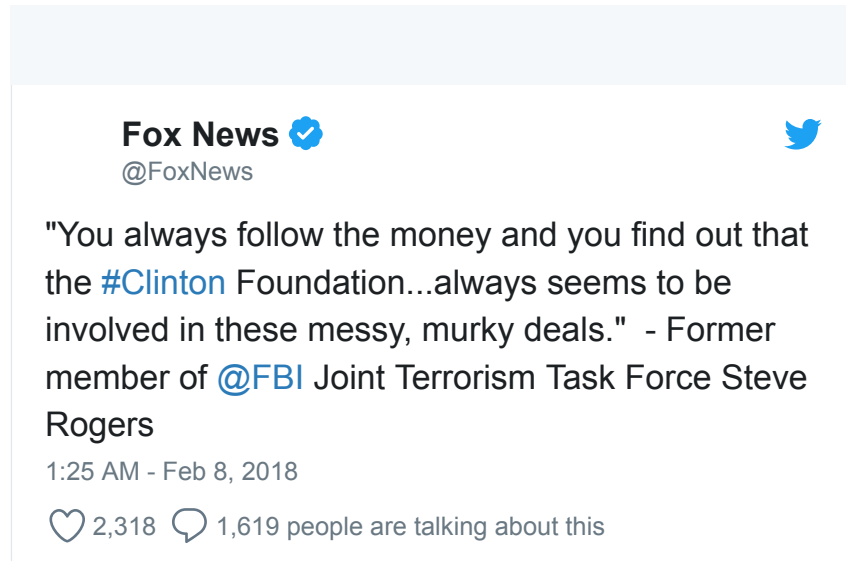 Fox News
@FoxNews
"You always follow the money and you find out that
the #Clinton Foundation...always seems to be
involved in these messy, murky deals."  - Former
member of @FBI Joint Terrorism Task Force Steve
Rogers
1:25 AM - Feb 8, 2018
2,318 1,619 people are talking about this